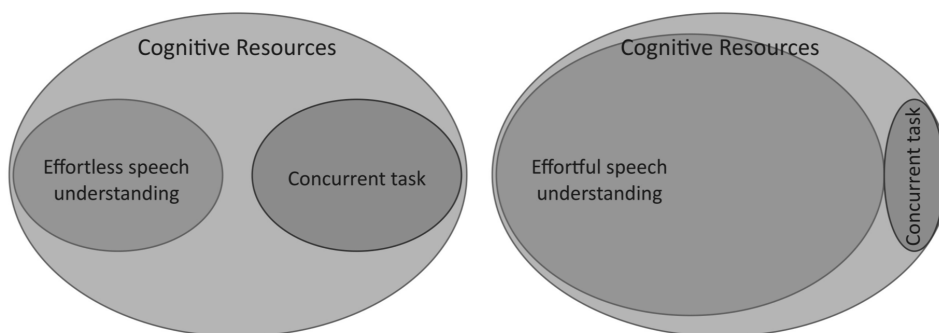 Cognitive Resources
Effortless speech
understanding
Concurrent task
Cognitive Resources
Effortful speech
understanding
Concurrent task